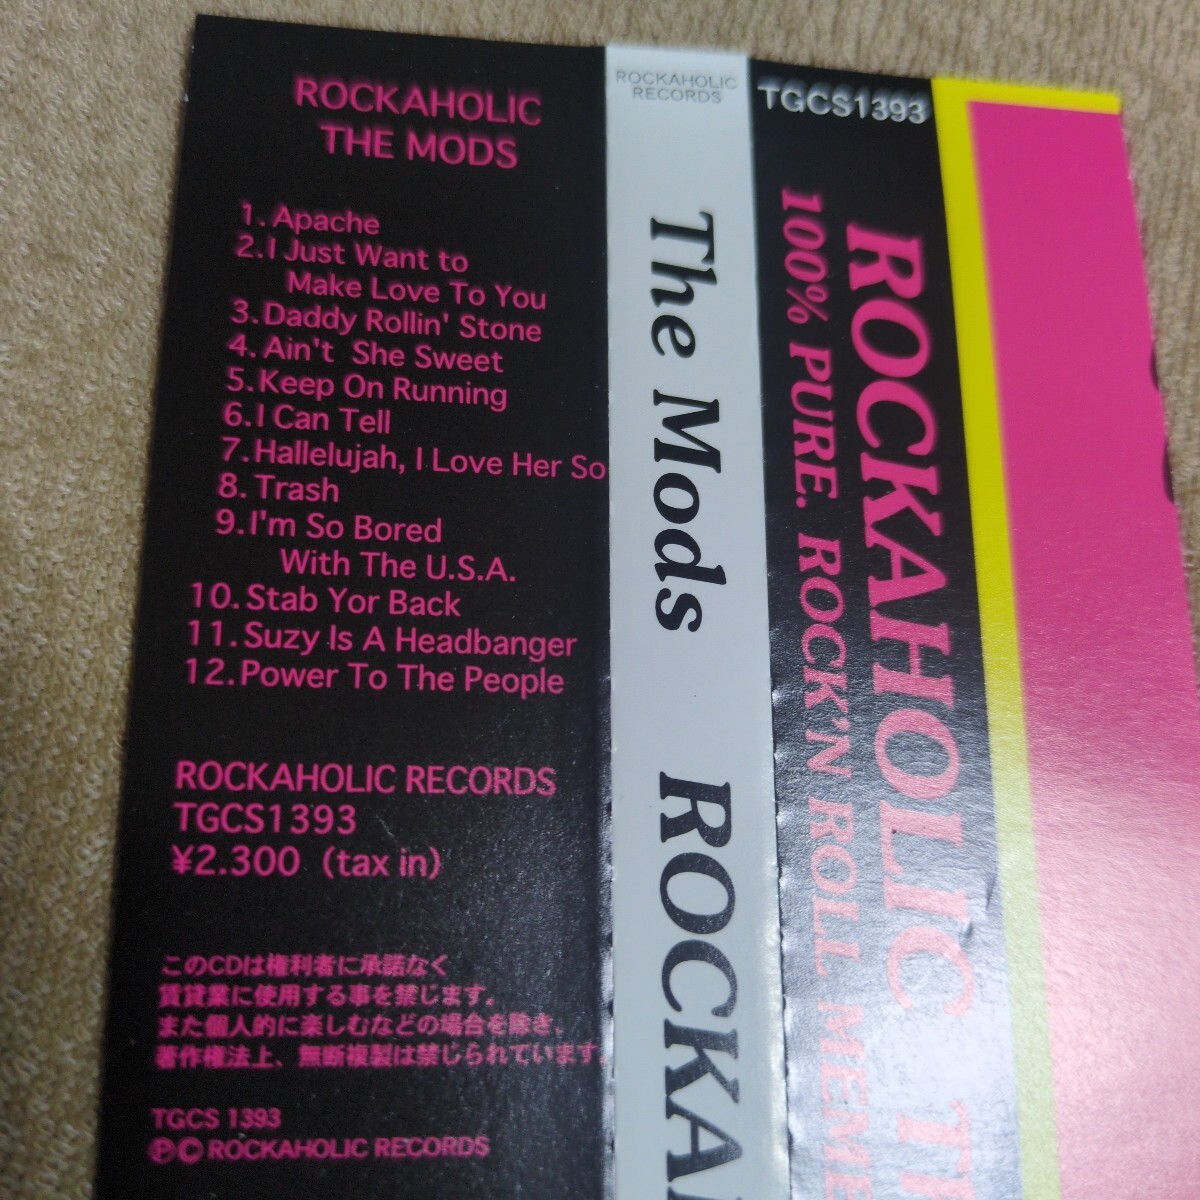 ROCKAHOLIC
THE MODS
1. Apache
2. I Just Want to
Make Love To You
3. Daddy Rollin' Stone
4. Ain't She Sweet
5. Keep On Running
6. I Can Tell
7. Hallelujah, I Love Her So
8. Trash
9. I'm So Bored
With The U.S.A.
10. Stab Yor Back
11. Suzy Is A Headbanger
12. Power To The People
ROCKAHOLIC RECORDS
TGCS1393
¥2.300 (tax in)
このCDは権利者に承諾なく
賃貸業に使用する事を禁じます。
また個人的に楽しむなどの場合を除き、
著作権法上、無断複製は禁じられています。
TGCS 1393
Ⓟ© ROCKAHOLIC RECORDS
ROCKAHOLIC
RECORDS
The Mods ROCKA
TGCS1393
ROCKAHOLIC T
100% PURE. ROCK'N ROLL MEM